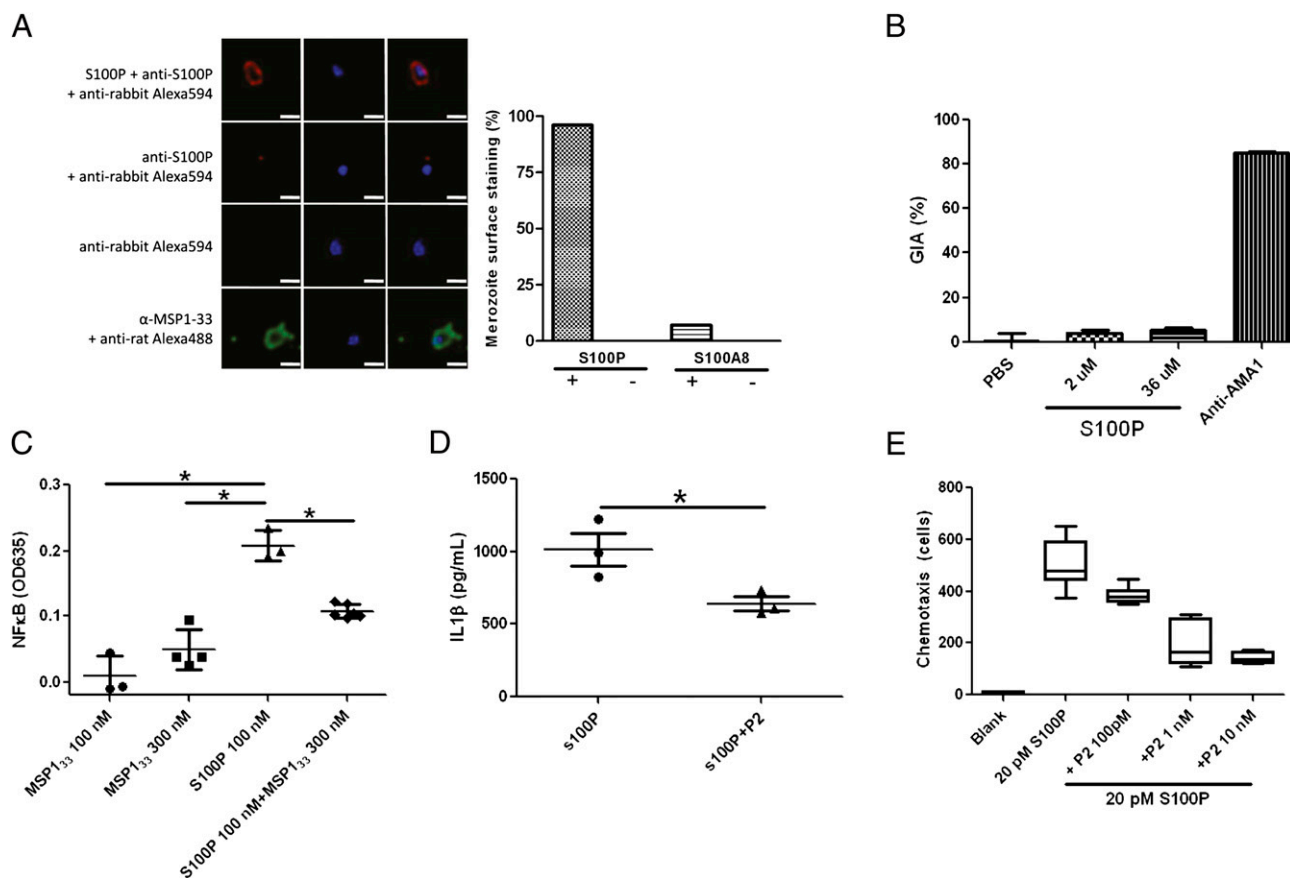 A
S100P + anti-S100P
+ anti-rabbit Alexa594
anti-S100P
+ anti-rabbit Alexa594
anti-rabbit Alexa594
α-MSP1-33
+ anti-rat Alexa488
Merozoite surface staining (%)
100
75
50
25
0
S100P
S100A8
+ - + -
B
GIA (%)
100
80
60
40
20
0
PBS
2 uM
36 uM
Anti-AMA1
S100P
C
NFκB (OD635)
0.3
0.2
0.1
0.0
*
*
*
MSP1₃₃ 100 nM
MSP1₃₃ 300 nM
S100P 100 nM
S100P 100 nM+MSP1₃₃ 300 nM
D
IL1β (pg/mL)
1500
1000
500
0
*
s100P
s100P+P2
E
Chemotaxis (cells)
800
600
400
200
0
Blank
20 pM S100P
+ P2 100pM
+P2 1 nM
+P2 10 nM
20 pM S100P